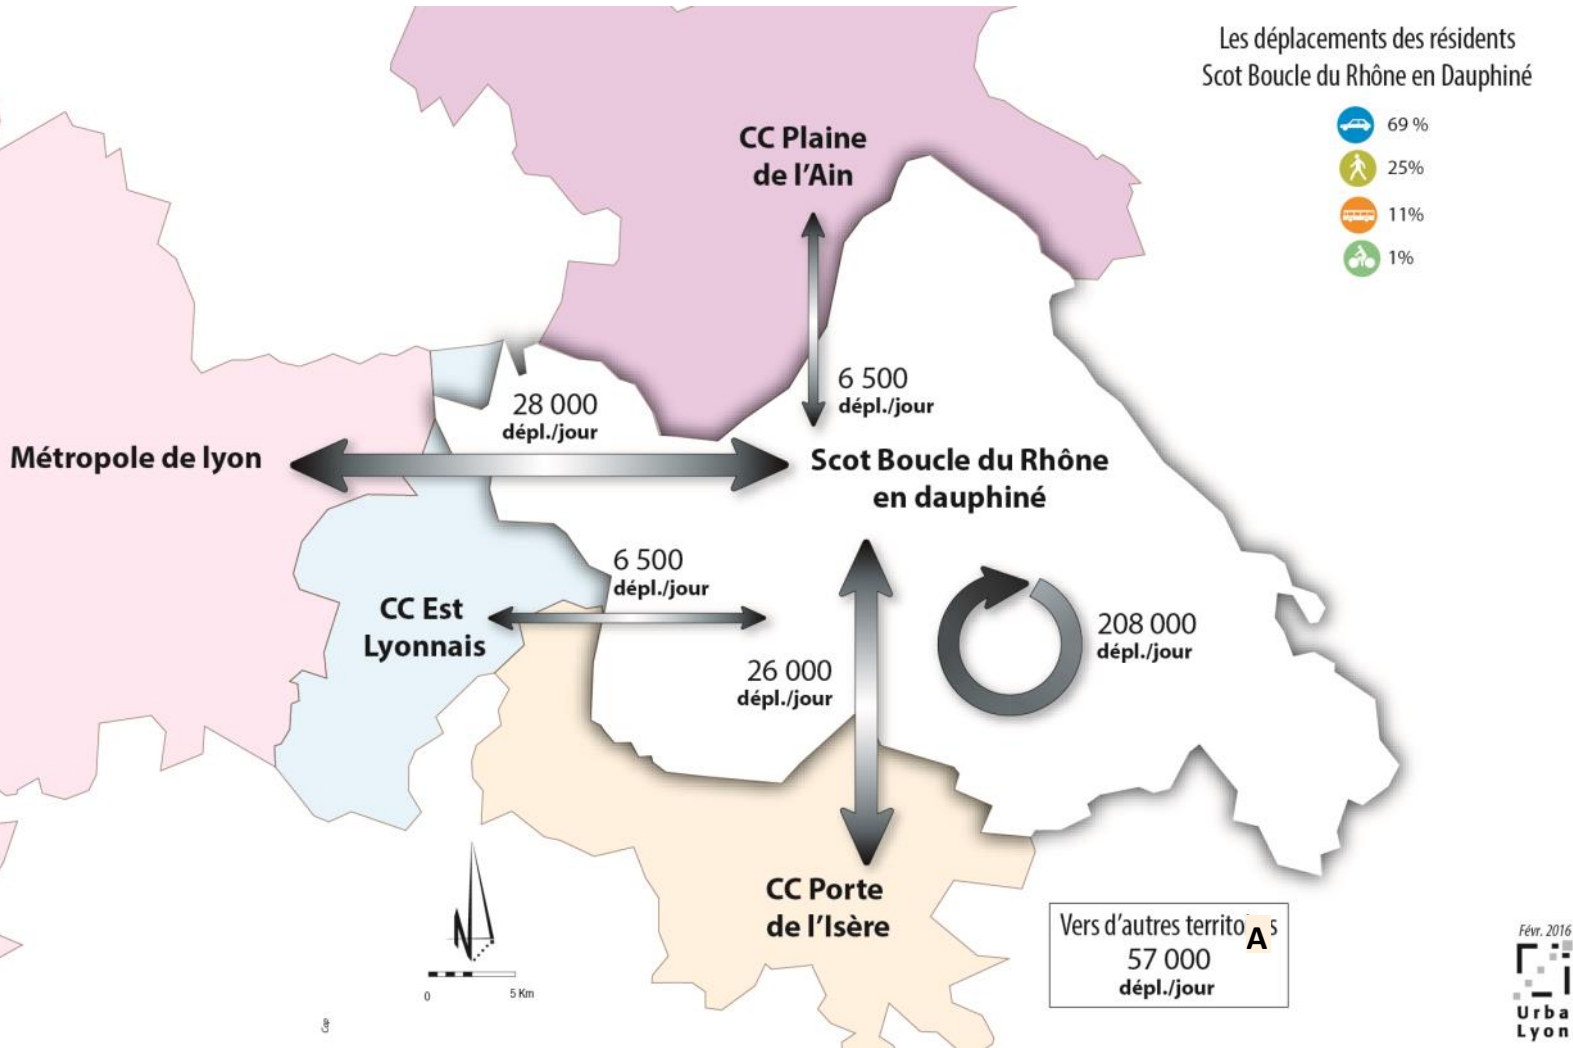 Les déplacements des résidents
Scot Boucle du Rhône en Dauphiné
69 %
25%
11%
1%
CC Plaine
de l'Ain
6 500
dépl./jour
28 000
dépl./jour
Métropole de lyon
Scot Boucle du Rhône
en dauphiné
6 500
dépl./jour
CC Est
Lyonnais
208 000
dépl./jour
26 000
dépl./jour
CC Porte
de l'Isère
N
0 5 Km
Vers d'autres
A
57 000
dépl./jour
Cap
Févr. 2016
Urba
Lyon